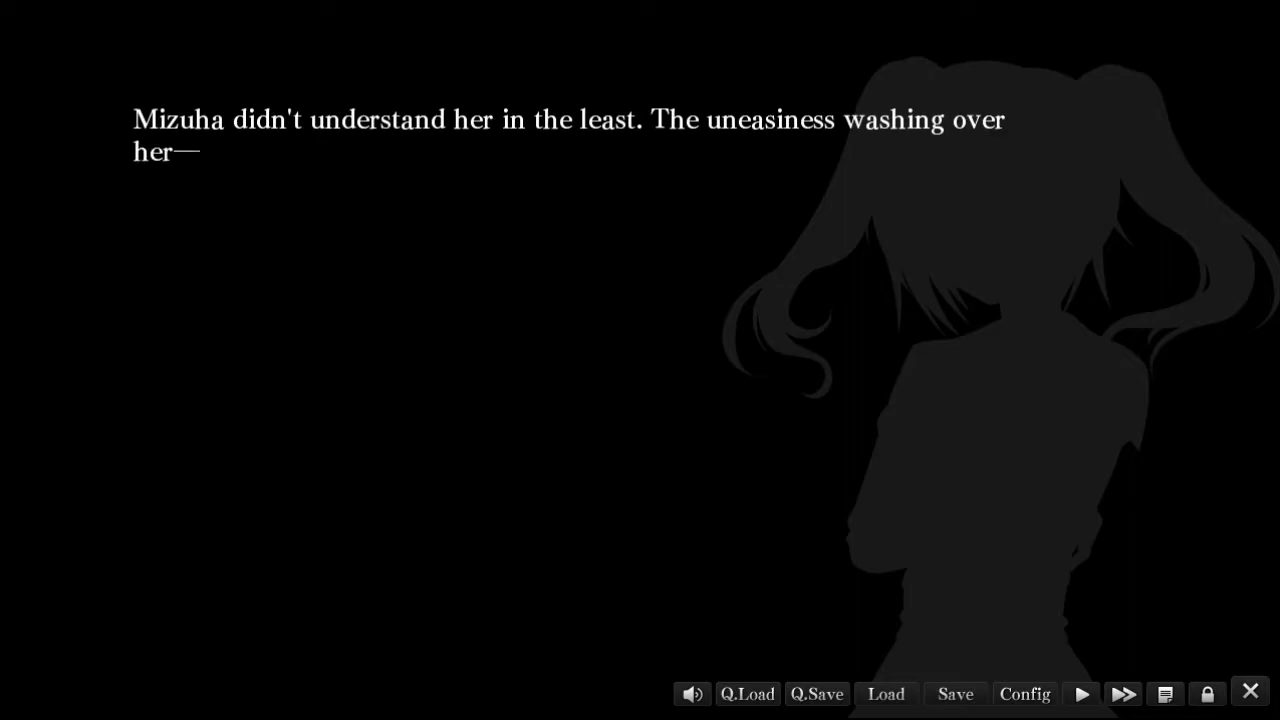 Mizuha didn't understand her in the least. The uneasiness washing over
her—
Q.Load Q.Save Load Save Config